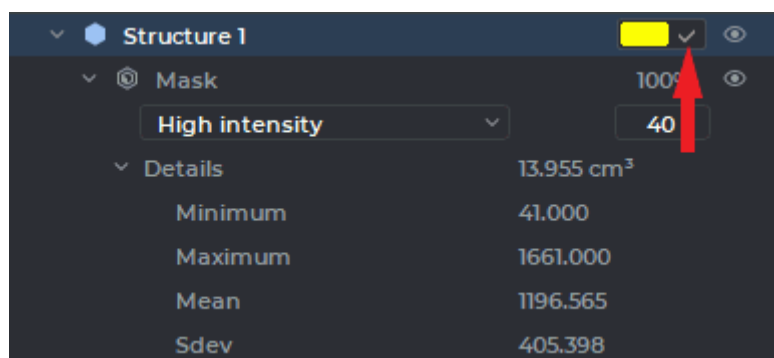 Structure 1
Mask 100%
High intensity 40
Details 13.955 cm³
Minimum 41.000
Maximum 1661.000
Mean 1196.565
Sdev 405.398